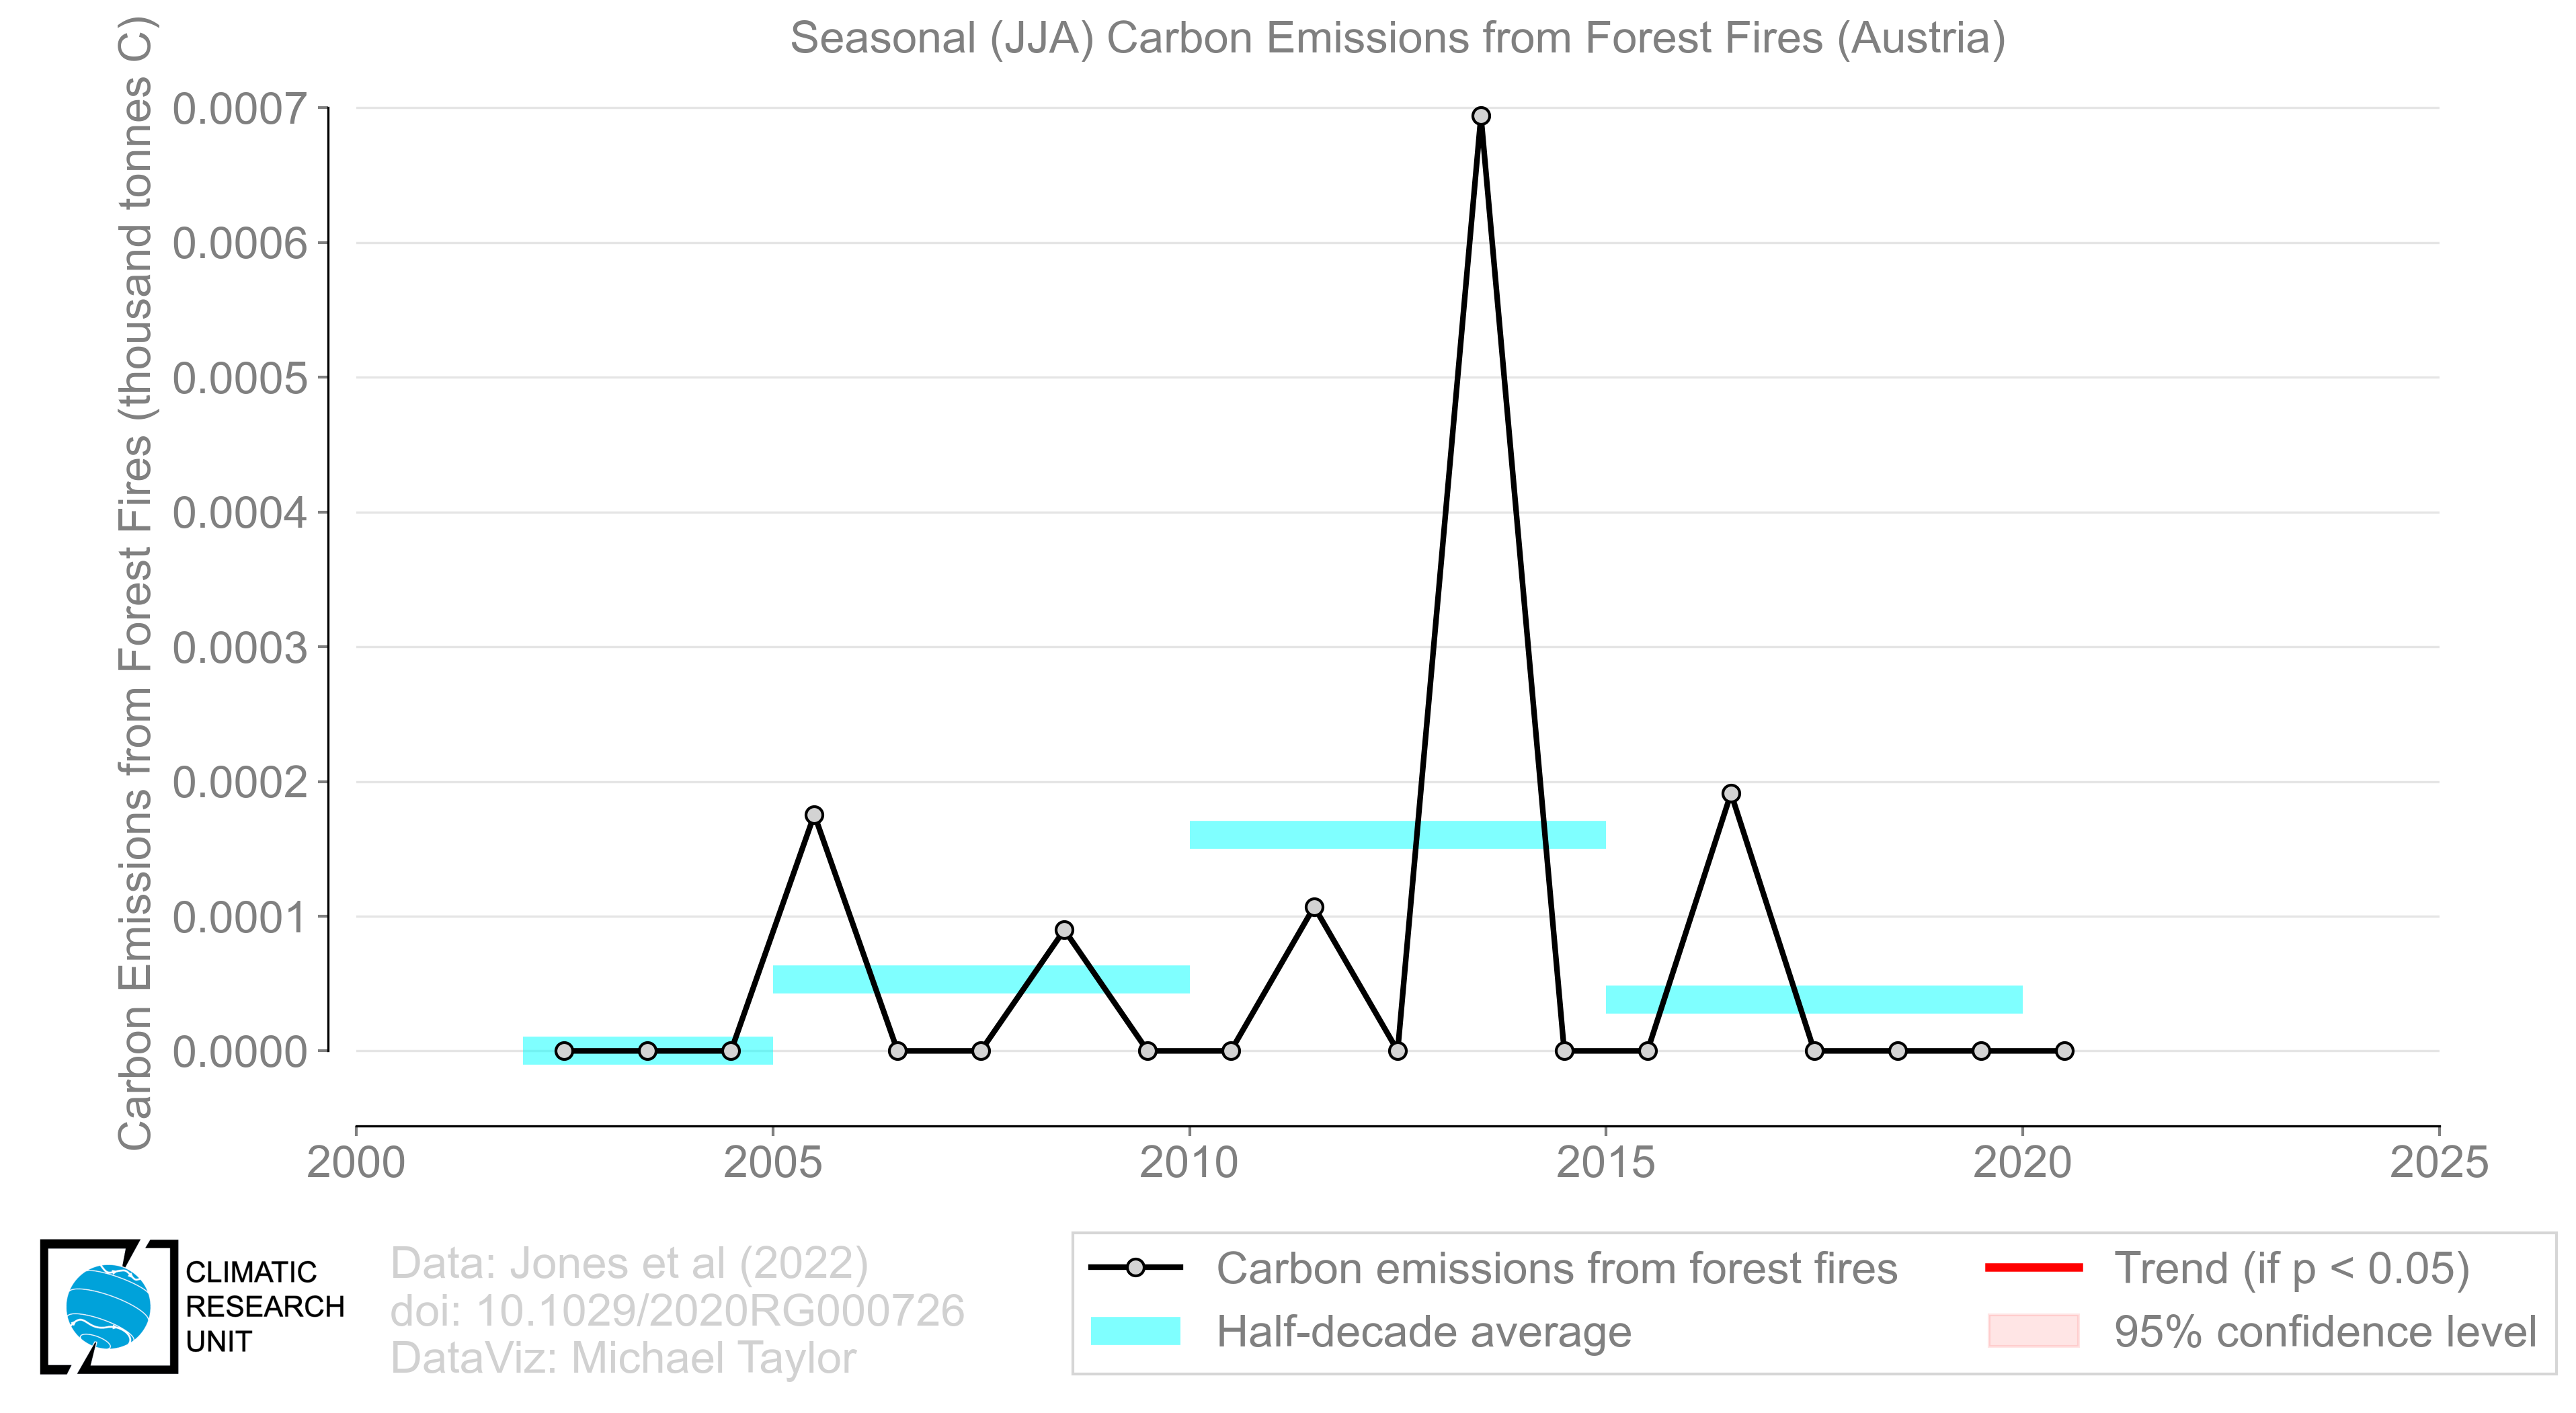 Seasonal (JJA) Carbon Emissions from Forest Fires (Austria)
Carbon Emissions from Forest Fires (thousand tonnes C)
0.0007
0.0006
0.0005
0.0004
0.0003
0.0002
0.0001
0.0000
2000 2005 2010 2015 2020 2025
CLIMATIC
RESEARCH
UNIT
Data: Jones et al (2022)
doi: 10.1029/2020RG000726
DataViz: Michael Taylor
Carbon emissions from forest fires
Half-decade average
Trend (if p < 0.05)
95% confidence level